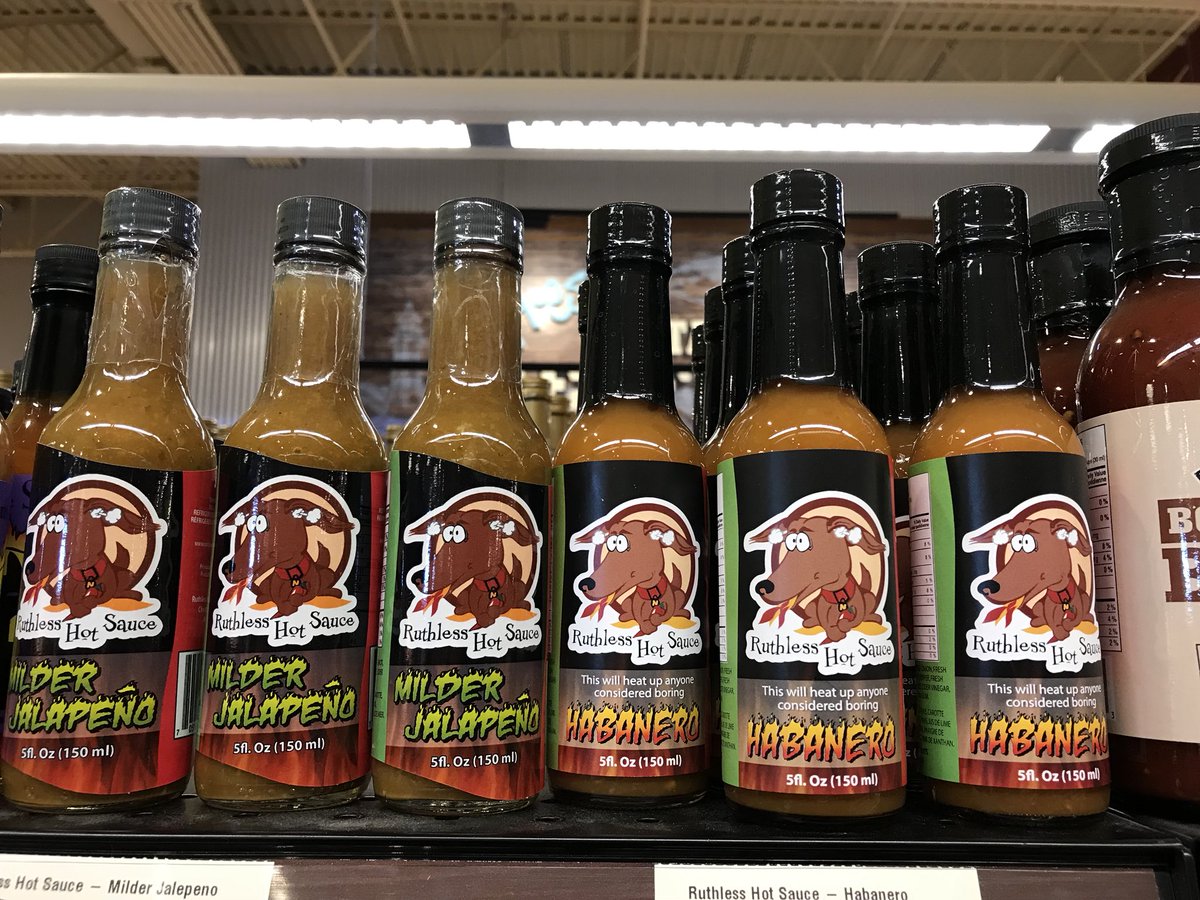 Ruthless Hot Sauce
MILDER
JALAPEÑO
5fl. Oz (150 ml)
Ruthless Hot Sauce
MILDER
JALAPEÑO
5fl. Oz (150 ml)
Ruthless Hot Sauce
MILDER
JALAPEÑO
5fl. Oz (150 ml)
Ruthless Hot Sauce
This will heat up anyone
considered boring
HABANERO
5fl. Oz (150 ml)
Ruthless Hot Sauce
This will heat up anyone
considered boring
HABANERO
5fl. Oz (150 ml)
Ruthless Hot Sauce
This will heat up anyone
considered boring
HABANERO
5fl. Oz (150 ml)
Hot Sauce – Milder Jalepeno
Ruthless Hot Sauce – Habanero